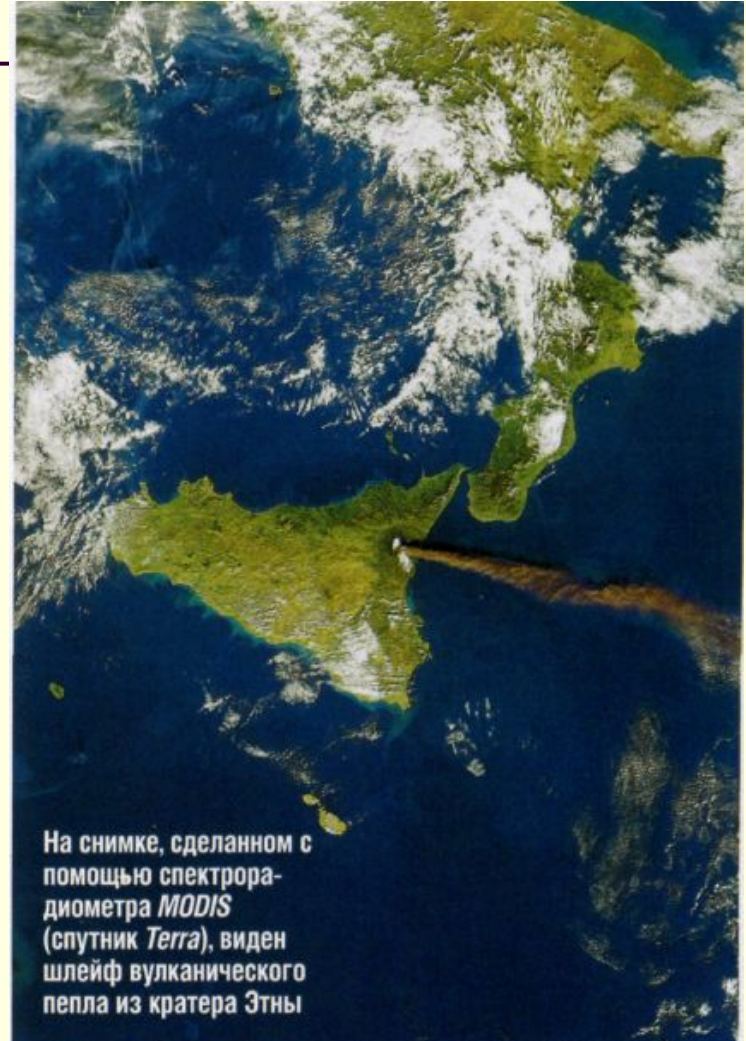 На снимке, сделанном с
помощью спектрора-
диометра MODIS
(спутник Terra), виден
шлейф вулканического
пепла из кратера Этны